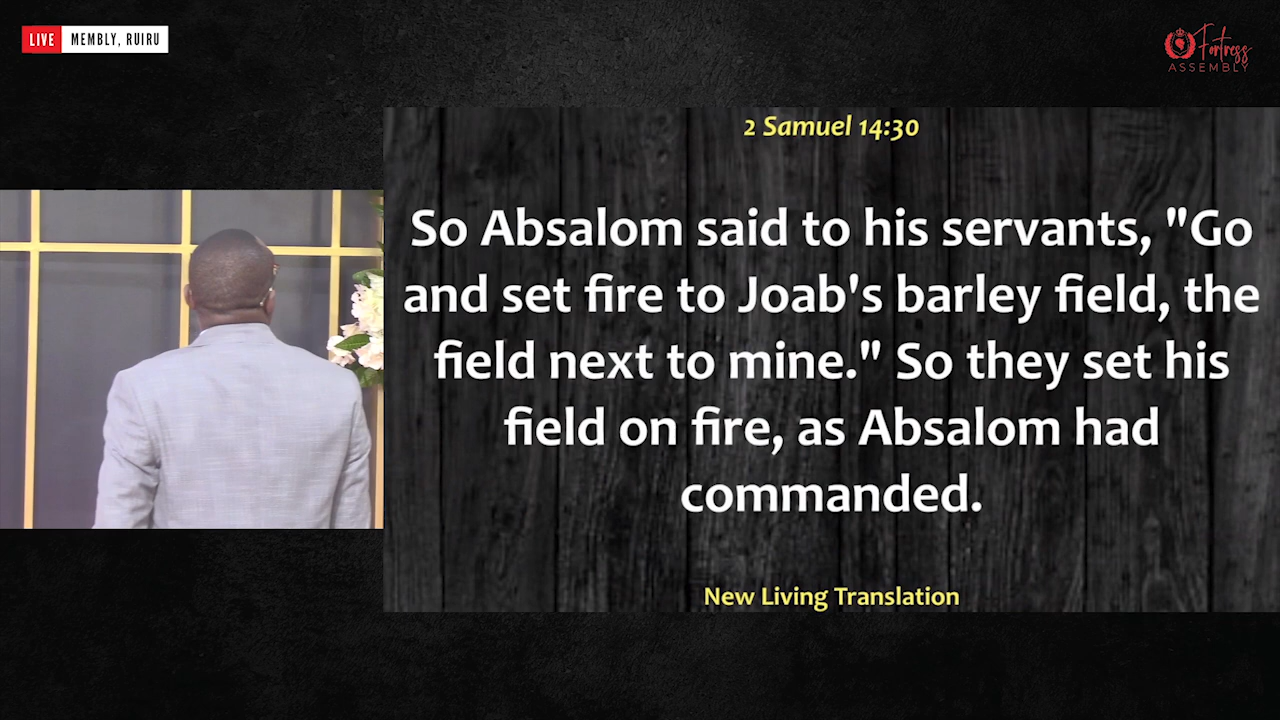 LIVE MEMBLY, RUIRU
Fortress
ASSEMBLY
2 Samuel 14:30
So Absalom said to his servants, "Go
and set fire to Joab's barley field, the
field next to mine." So they set his
field on fire, as Absalom had
commanded.
New Living Translation